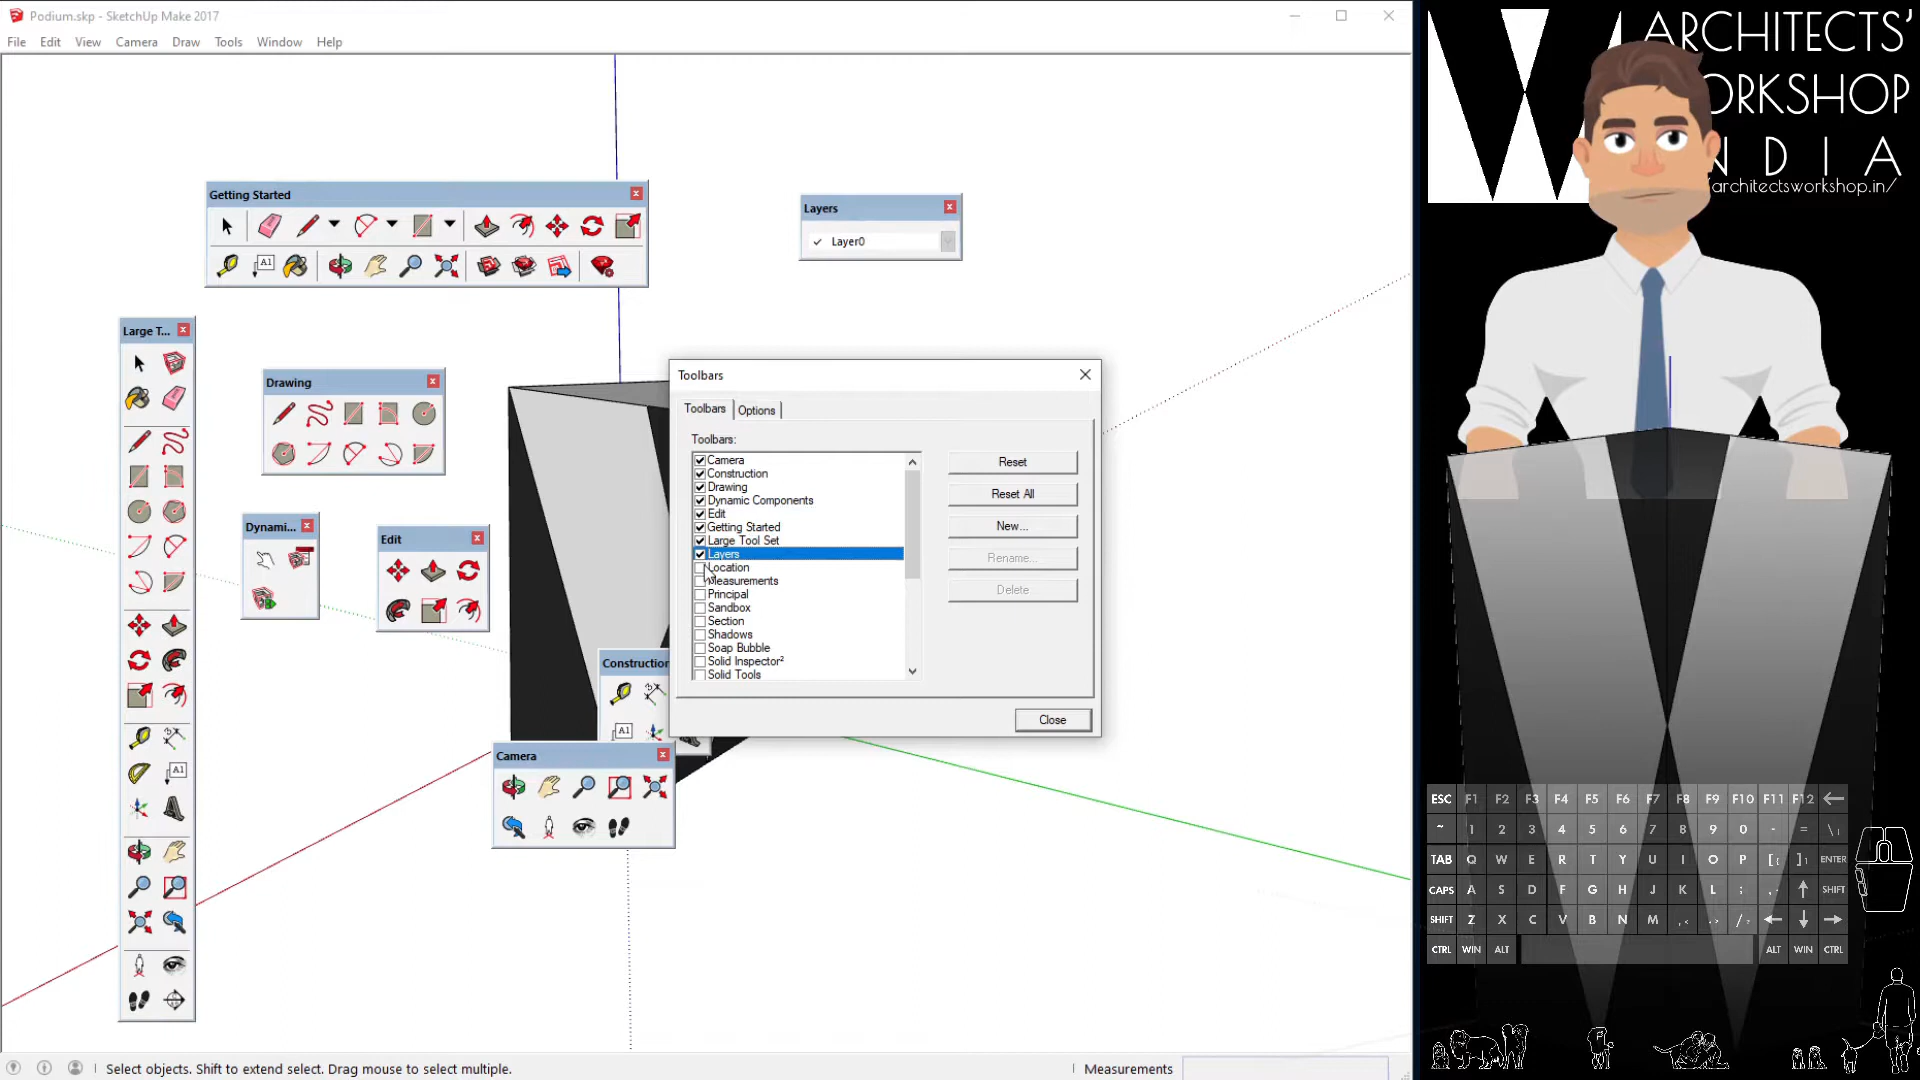 Podium.skp - SketchUp Make 2017
File Edit View Camera Draw Tools Window Help
Getting Started
Layers
Layer0
Large T...
Drawing
Dynami...
Edit
Construction
Camera
Toolbars
Toolbars Options
Toolbars:
Camera
Construction
Drawing
Dynamic Components
Edit
Getting Started
Large Tool Set
Layers
Location
Measurements
Principal
Sandbox
Section
Shadows
Soap Bubble
Solid Inspector²
Solid Tools
Reset
Reset All
New...
Rename...
Delete
Close
Select objects. Shift to extend select. Drag mouse to select multiple.
Measurements
ARCHITECTS'
ORKSHOP
NDIA
/architectsworkshop.in/
ESC F1 F2 F3 F4 F5 F6 F7 F8 F9 F10 F11 F12
~ 1 2 3 4 5 6 7 8 9 0 - = \
TAB Q W E R T Y U I O P [ ] ENTER
CAPS A S D F G H J K L ; SHIFT
SHIFT Z X C V B N M
CTRL WIN ALT ALT WIN CTRL